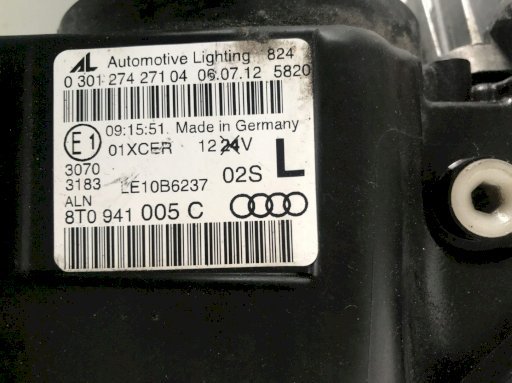 AL Automotive Lighting 824
0 301 274 271 04 06.07.12 5820
E1 09:15:51 Made in Germany
01XCER 12 24V
3070
3183 LE10B6237 02S L
ALN
8T0 941 005 C